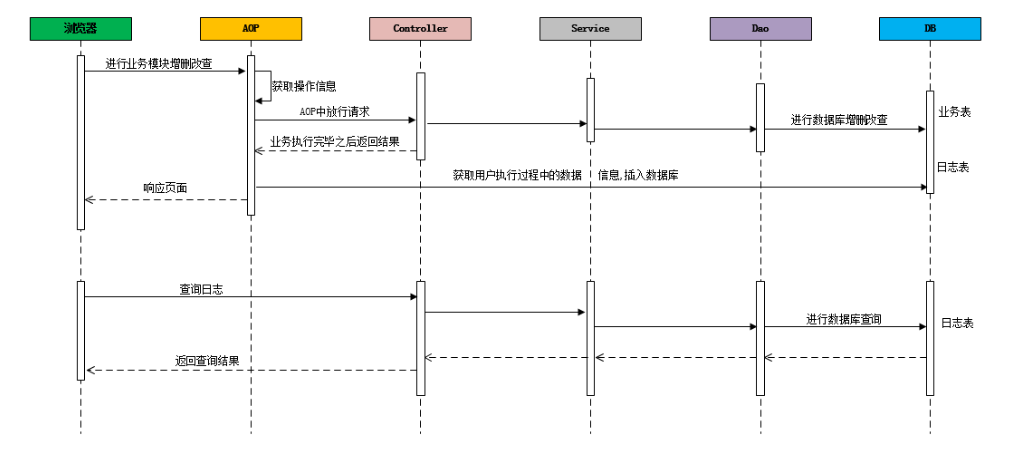 浏览器
AOP
Controller
Service
Dao
DB
进行业务模块增删改查
获取操作信息
AOP中放行请求
进行数据库增删改查
业务表
业务执行完毕之后返回结果
日志表
获取用户执行过程中的数据 信息,插入数据库
响应页面
查询日志
进行数据库查询
日志表
返回查询结果